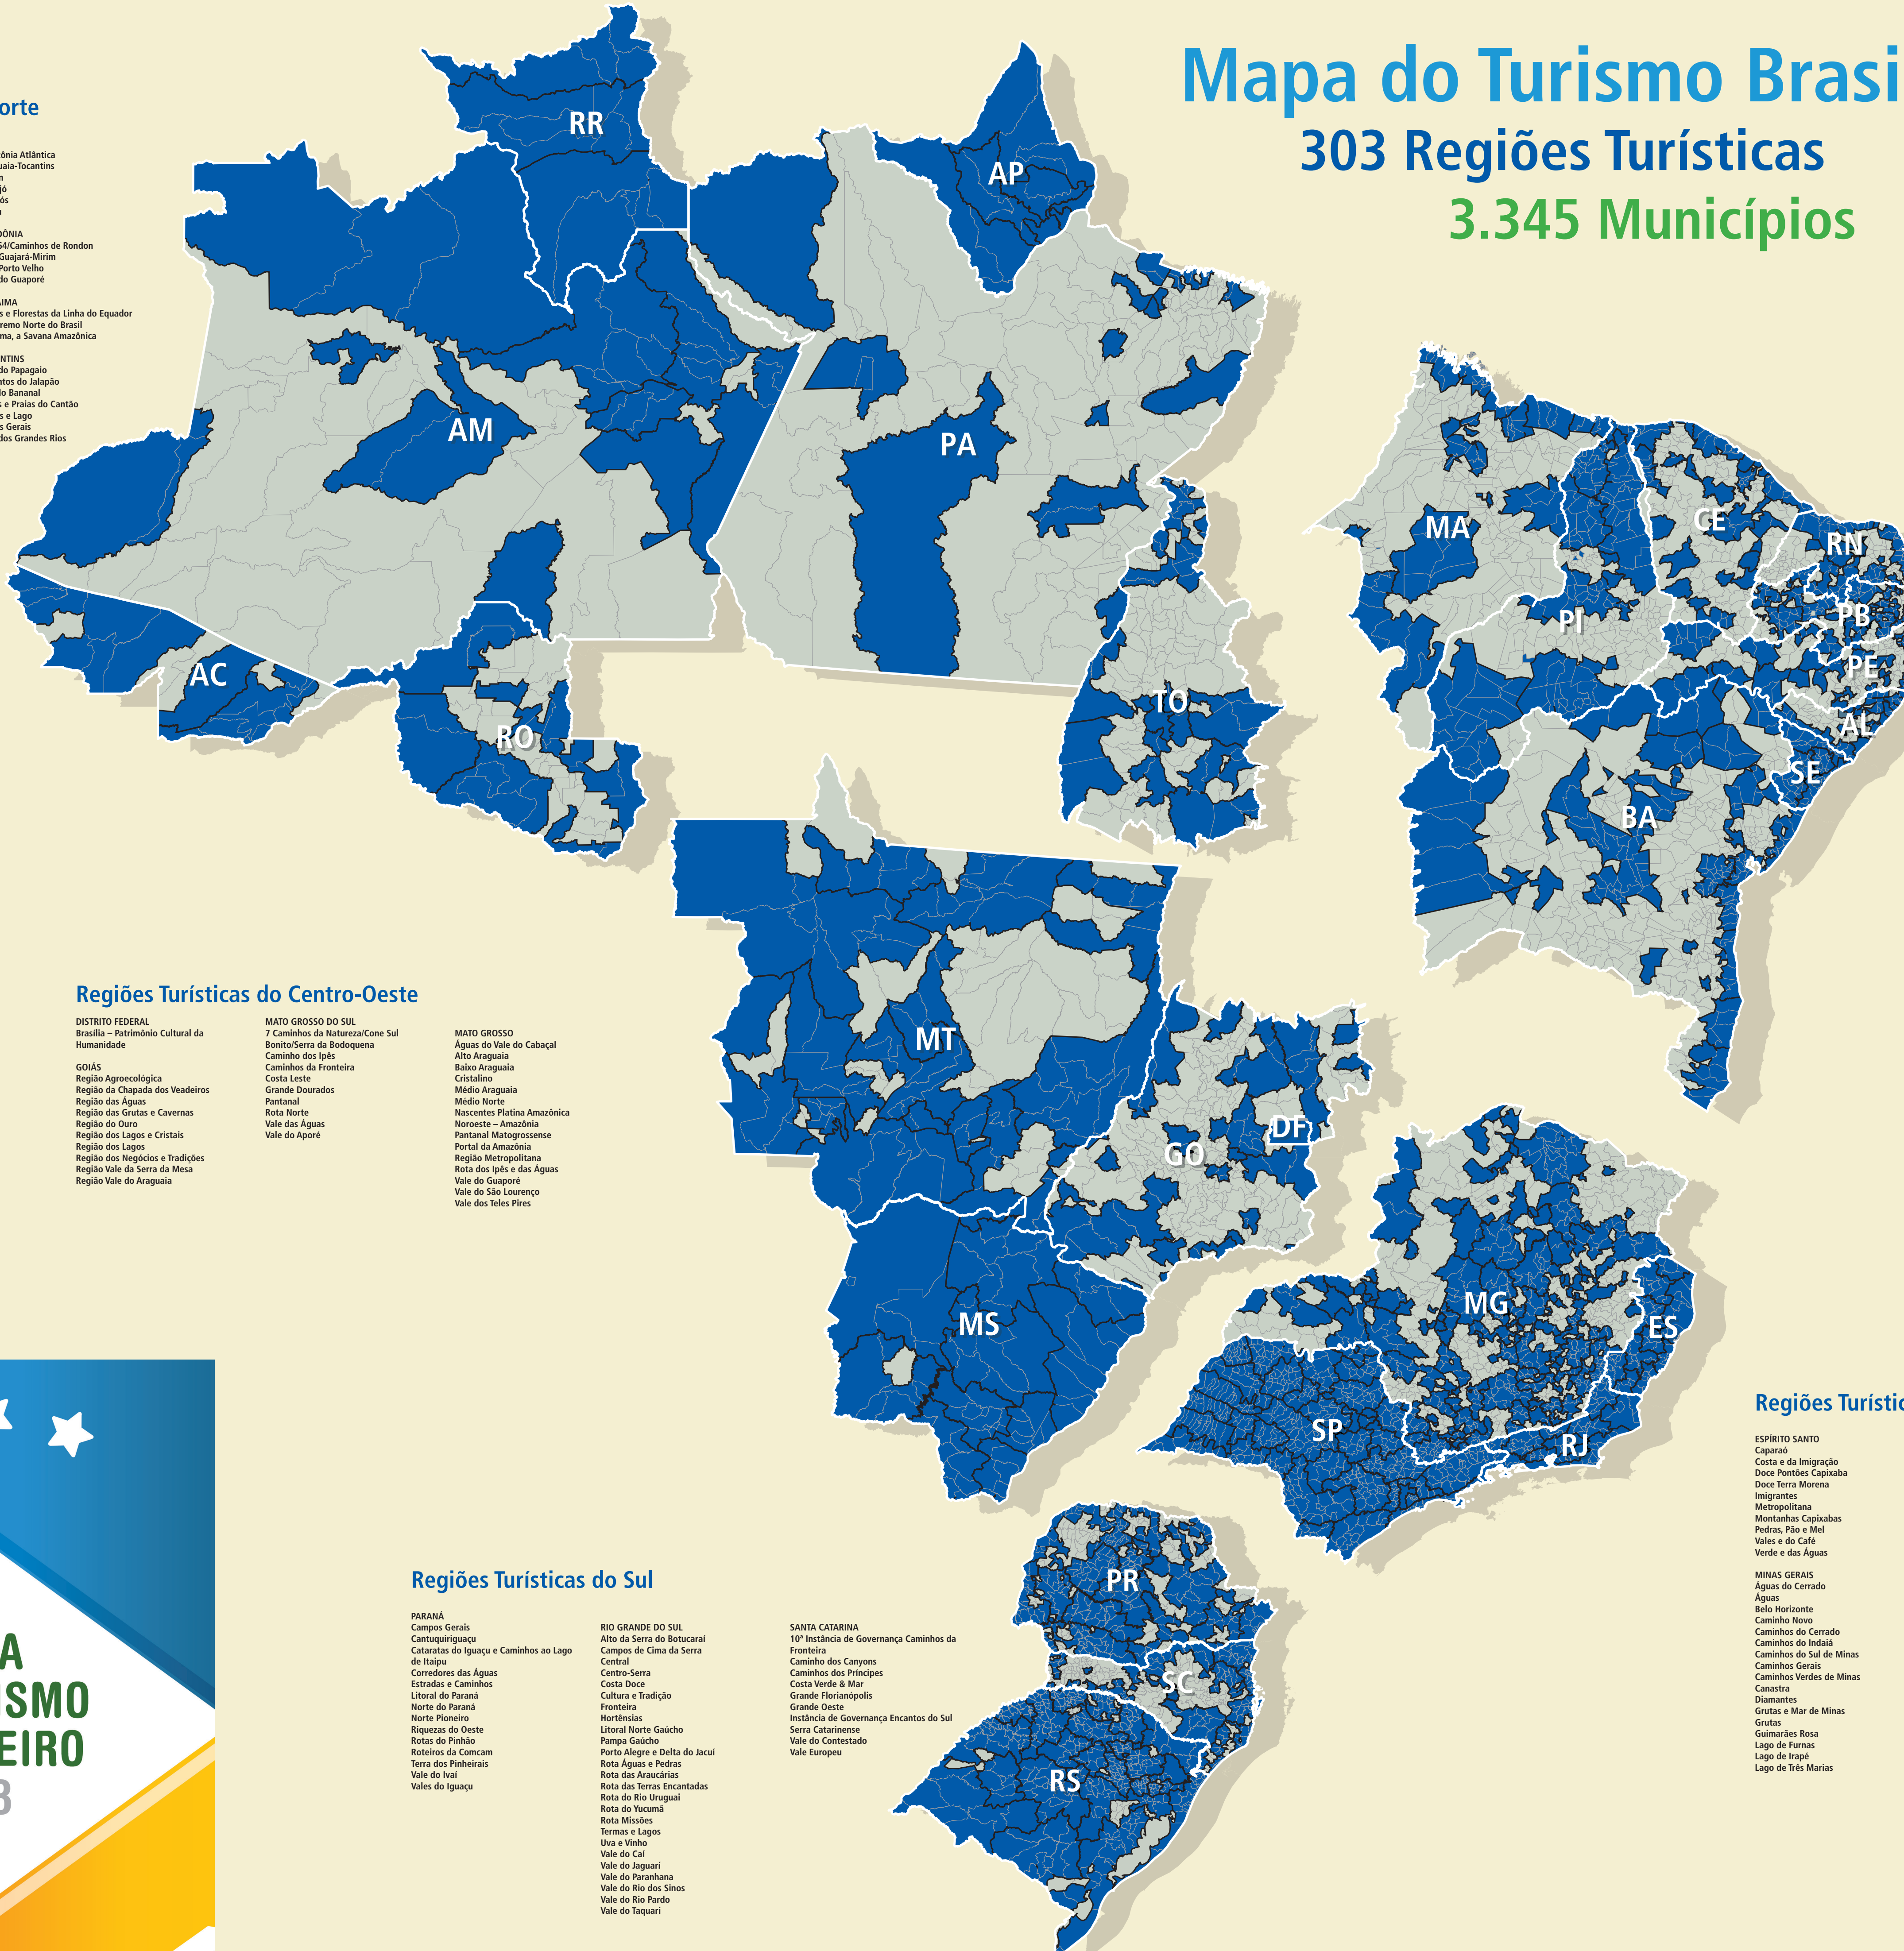 Mapa do Turismo Brasi
303 Regiões Turísticas
3.345 Municípios
orte
ônia Atlântica
uaia-Tocantins
jó
ós
DÔNIA
64/Caminhos de Rondon
Guajará-Mirim
Porto Velho
do Guaporé
AIMA
s e Florestas da Linha do Equador
remo Norte do Brasil
ma, a Savana Amazônica
NTINS
do Papagaio
ntos do Jalapão
do Bananal
s e Praias do Cantão
s e Lago
s Gerais
dos Grandes Rios
RR
AP
AM
PA
AC
RO
TO
MA
CE
RN
PI
PB
PE
AL
SE
BA
MT
GO
DF
MS
MG
ES
SP
RJ
PR
SC
RS
Regiões Turísticas do Centro-Oeste
DISTRITO FEDERAL
Brasília – Patrimônio Cultural da
Humanidade
GOIÁS
Região Agroecológica
Região da Chapada dos Veadeiros
Região das Águas
Região das Grutas e Cavernas
Região do Ouro
Região dos Lagos e Cristais
Região dos Lagos
Região dos Negócios e Tradições
Região Vale da Serra da Mesa
Região Vale do Araguaia
MATO GROSSO DO SUL
7 Caminhos da Natureza/Cone Sul
Bonito/Serra da Bodoquena
Caminho dos Ipês
Caminhos da Fronteira
Costa Leste
Grande Dourados
Pantanal
Rota Norte
Vale das Águas
Vale do Aporé
MATO GROSSO
Águas do Vale do Cabaçal
Alto Araguaia
Baixo Araguaia
Cristalino
Médio Araguaia
Médio Norte
Nascentes Platina Amazônica
Noroeste – Amazônia
Pantanal Matogrossense
Portal da Amazônia
Região Metropolitana
Rota dos Ipês e das Águas
Vale do Guaporé
Vale do São Lourenço
Vale dos Teles Pires
Regiões Turístic
ESPÍRITO SANTO
Caparaó
Costa e da Imigração
Doce Pontões Capixaba
Doce Terra Morena
Imigrantes
Metropolitana
Montanhas Capixabas
Pedras, Pão e Mel
Vales e do Café
Verde e das Águas
MINAS GERAIS
Águas do Cerrado
Águas
Belo Horizonte
Caminho Novo
Caminhos do Cerrado
Caminhos do Indaiá
Caminhos do Sul de Minas
Caminhos Gerais
Caminhos Verdes de Minas
Canastra
Diamantes
Grutas e Mar de Minas
Grutas
Guimarães Rosa
Lago de Furnas
Lago de Irapé
Lago de Três Marias
Regiões Turísticas do Sul
PARANÁ
Campos Gerais
Cantuquiriguaçu
Cataratas do Iguaçu e Caminhos ao Lago
de Itaipu
Corredores das Águas
Estradas e Caminhos
Litoral do Paraná
Norte do Paraná
Norte Pioneiro
Riquezas do Oeste
Rotas do Pinhão
Roteiros da Comcam
Terra dos Pinheirais
Vale do Ivaí
Vales do Iguaçu
RIO GRANDE DO SUL
Alto da Serra do Botucaraí
Campos de Cima da Serra
Central
Centro-Serra
Costa Doce
Cultura e Tradição
Fronteira
Hortênsias
Litoral Norte Gaúcho
Pampa Gaúcho
Porto Alegre e Delta do Jacuí
Rota Águas e Pedras
Rota das Araucárias
Rota das Terras Encantadas
Rota do Rio Uruguai
Rota do Yucumã
Rota Missões
Termas e Lagos
Uva e Vinho
Vale do Caí
Vale do Jaguarí
Vale do Paranhana
Vale do Rio dos Sinos
Vale do Rio Pardo
Vale do Taquari
SANTA CATARINA
10ª Instância de Governança Caminhos da
Fronteira
Caminho dos Canyons
Caminhos dos Príncipes
Costa Verde & Mar
Grande Florianópolis
Grande Oeste
Instância de Governança Encantos do Sul
Serra Catarinense
Vale do Contestado
Vale Europeu
A
ISMO
EIRO
3